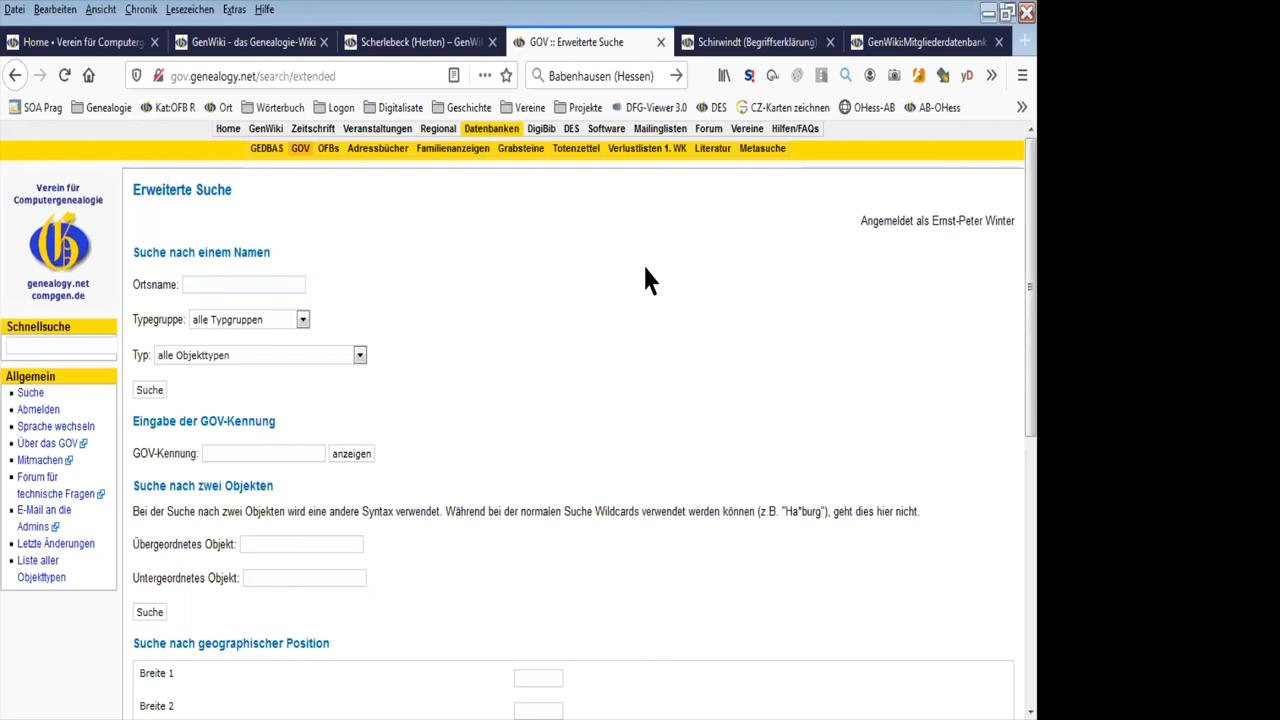 Datei Bearbeiten Ansicht Chronik Lesezeichen Extras Hilfe
Home • Verein für Computerg GenWiki - das Genealogie-Wiki Scherlebeck (Herten) – GenWi GOV :: Erweiterte Suche Schirwindt (Begriffserklärung) GenWiki:Mitgliederdatenbank
gov.genealogy.net/search/extended Babenhausen (Hessen)
SOA Prag Genealogie Kat:OFB R Ort Wörterbuch Logon Digitalisate Geschichte Vereine Projekte DFG-Viewer 3.0 DES CZ-Karten zeichnen OHess-AB AB-OHess
Home GenWiki Zeitschrift Veranstaltungen Regional Datenbanken DigiBib DES Software Mailinglisten Forum Vereine Hilfen/FAQs
GEDBAS GOV OFBs Adressbücher Familienanzeigen Grabsteine Totenzettel Verlustlisten 1. WK Literatur Metasuche
Verein für
Computergenealogie
genealogy.net
compgen.de
Schnellsuche
Allgemein
Suche
Abmelden
Sprache wechseln
Über das GOV
Mitmachen
Forum für
technische Fragen
E-Mail an die
Admins
Letzte Änderungen
Liste aller
Objekttypen
Erweiterte Suche
Angemeldet als Ernst-Peter Winter
Suche nach einem Namen
Ortsname:
Typegruppe: alle Typgruppen
Typ: alle Objekttypen
Suche
Eingabe der GOV-Kennung
GOV-Kennung: anzeigen
Suche nach zwei Objekten
Bei der Suche nach zwei Objekten wird eine andere Syntax verwendet. Während bei der normalen Suche Wildcards verwendet werden können (z.B. "Ha*burg"), geht dies hier nicht.
Übergeordnetes Objekt:
Untergeordnetes Objekt:
Suche
Suche nach geographischer Position
Breite 1
Breite 2